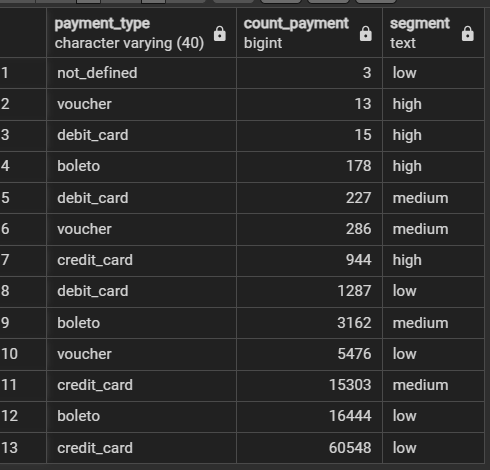 payment_type count_payment segment
character varying (40) bigint text
1 not_defined 3 low
2 voucher 13 high
3 debit_card 15 high
4 boleto 178 high
5 debit_card 227 medium
6 voucher 286 medium
7 credit_card 944 high
8 debit_card 1287 low
9 boleto 3162 medium
10 voucher 5476 low
11 credit_card 15303 medium
12 boleto 16444 low
13 credit_card 60548 low